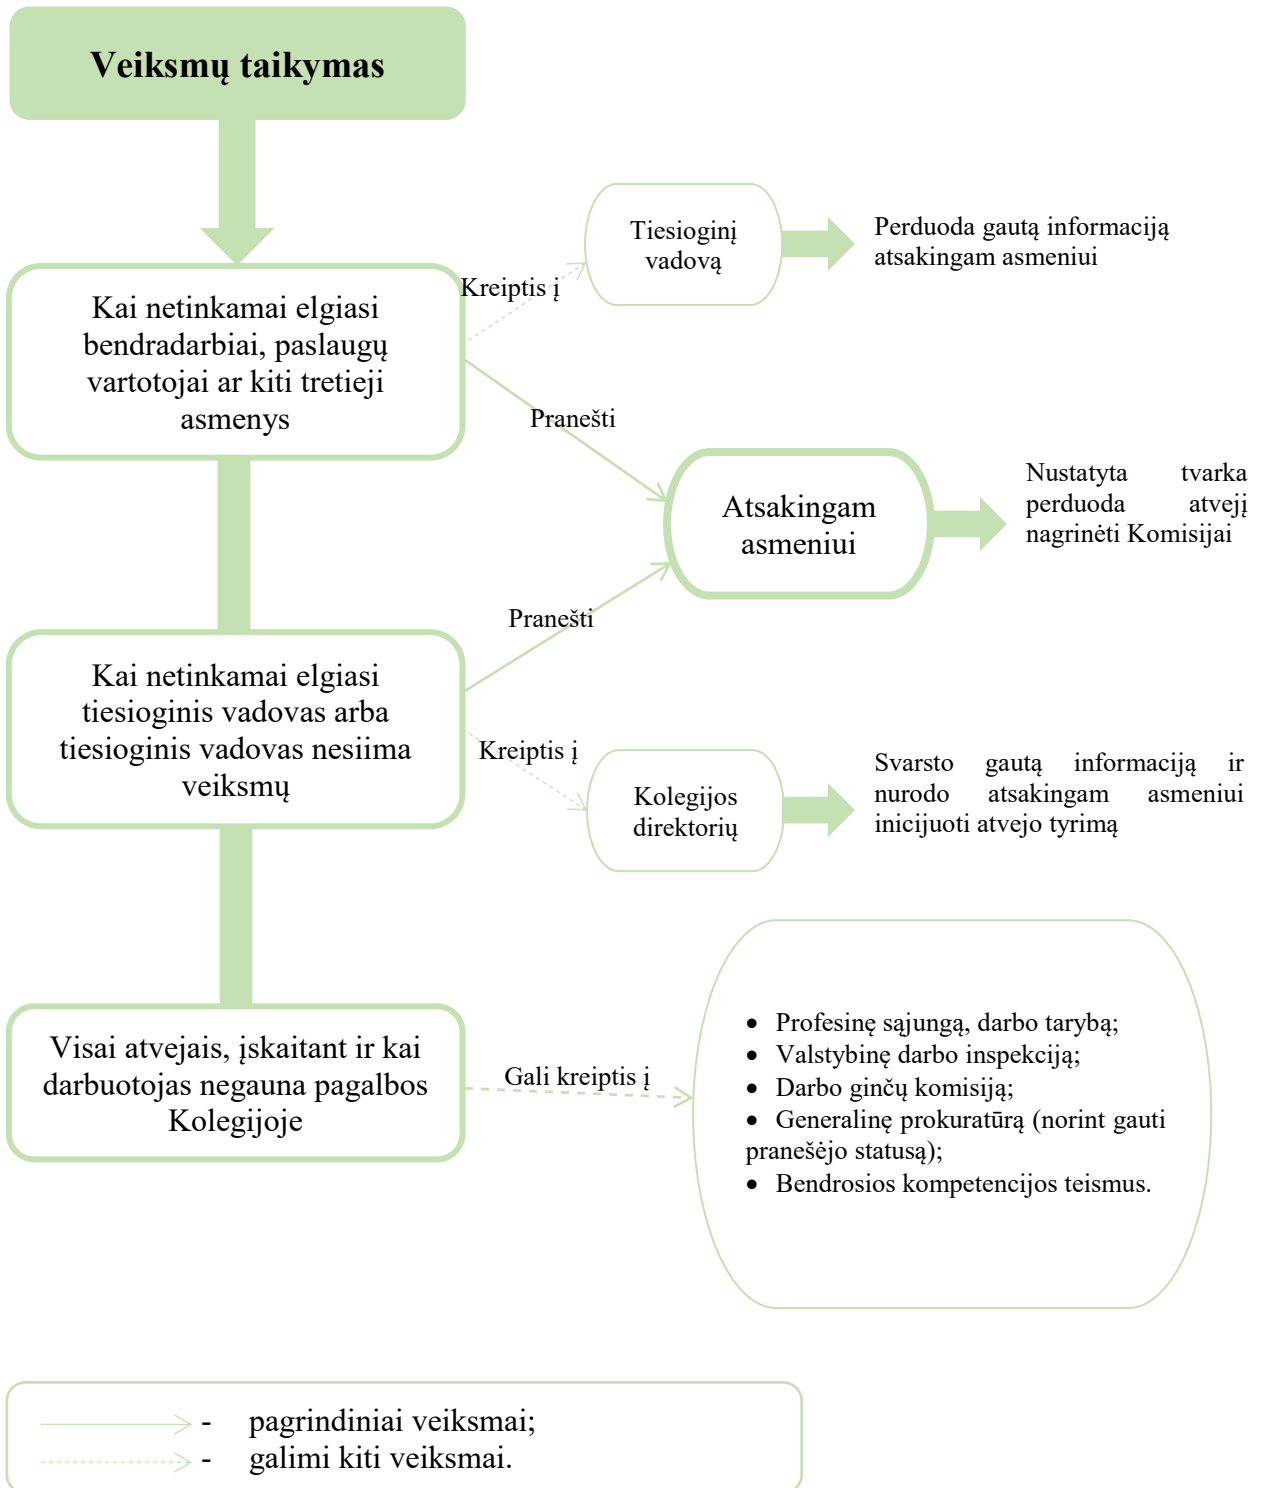 Veiksmų taikymas
Tiesioginį
vadovą
Perduoda gautą informaciją
atsakingam asmeniui
Kreiptis į
Kai netinkamai elgiasi
bendradarbiai, paslaugų
vartotojai ar kiti tretieji
asmenys
Pranešti
Atsakingam
asmeniui
Nustatyta tvarka
perduoda atvejį
nagrinėti Komisijai
Pranešti
Kai netinkamai elgiasi
tiesioginis vadovas arba
tiesioginis vadovas nesiima
veiksmų
Kreiptis į
Kolegijos
direktorių
Svarsto gautą informaciją ir
nurodo atsakingam asmeniui
inicijuoti atvejo tyrimą
Visai atvejais, įskaitant ir kai
darbuotojas negauna pagalbos
Kolegijoje
Gali kreiptis į
• Profesinę sąjungą, darbo tarybą;
• Valstybinę darbo inspekciją;
• Darbo ginčų komisiją;
• Generalinę prokuratūrą (norint gauti
pranešėjo statusą);
• Bendrosios kompetencijos teismus.
- pagrindiniai veiksmai;
- galimi kiti veiksmai.